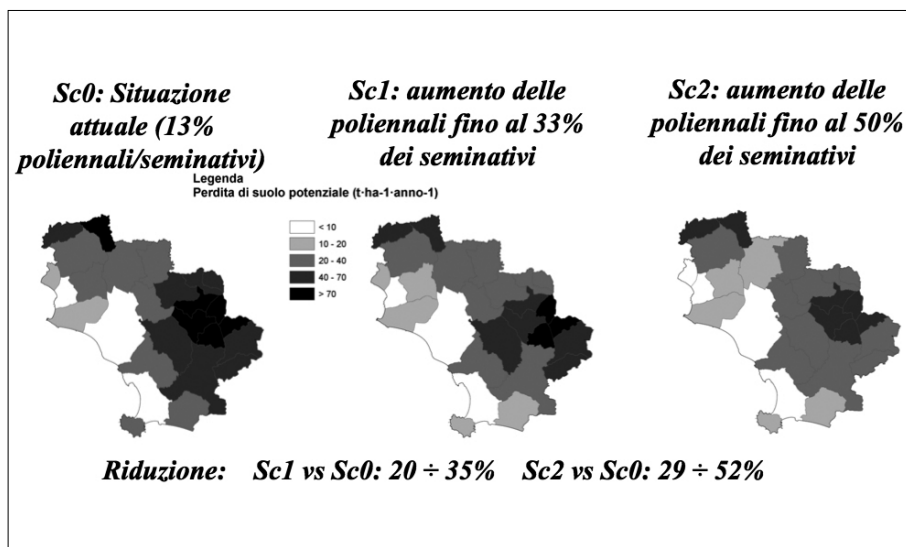 Sc0: Situazione
attuale (13%
poliennali/seminativi)
Sc1: aumento delle
poliennali fino al 33%
dei seminativi
Sc2: aumento delle
poliennali fino al 50%
dei seminativi
Legenda
Perdita di suolo potenziale (t·ha-1·anno-1)
< 10
10 - 20
20 - 40
40 - 70
> 70
Riduzione: Sc1 vs Sc0: 20 ÷ 35% Sc2 vs Sc0: 29 ÷ 52%